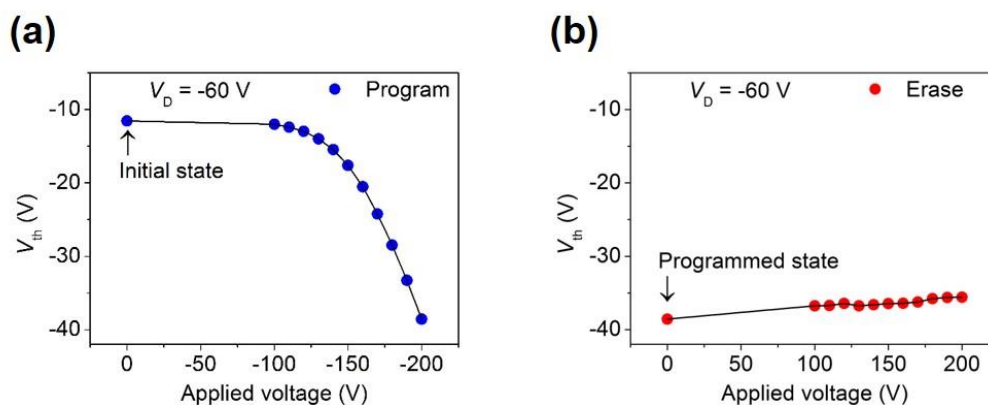 (a)
V_D = -60 V
Program
-10
-20
-30
-40
V_th (V)
Initial state
0
-50
-100
-150
-200
Applied voltage (V)
(b)
V_D = -60 V
Erase
-10
-20
-30
-40
V_th (V)
Programmed state
0
50
100
150
200
Applied voltage (V)